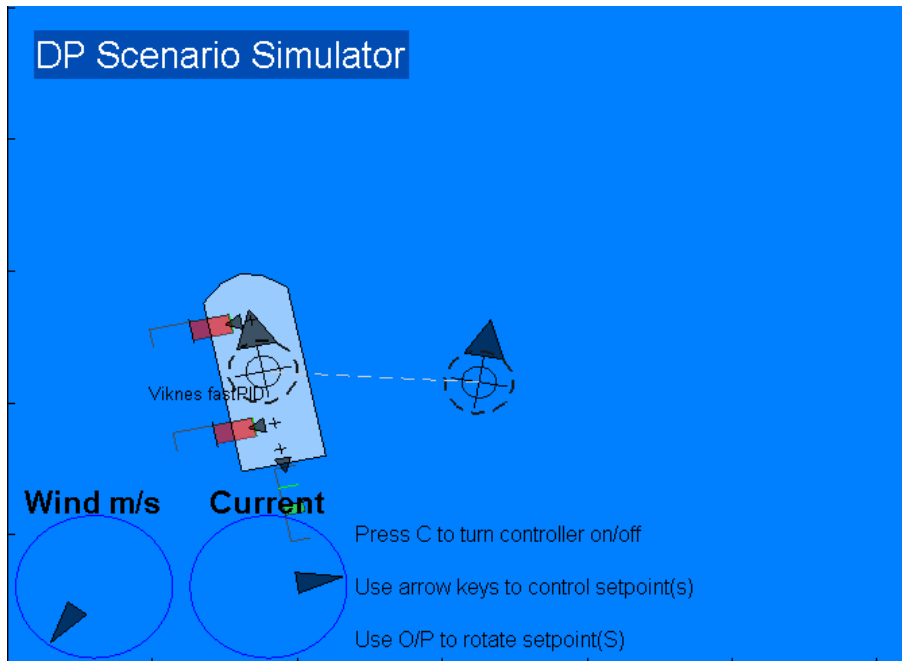 DP Scenario Simulator
Viknes fastPID
Wind m/s
Current
Press C to turn controller on/off
Use arrow keys to control setpoint(s)
Use O/P to rotate setpoint(S)